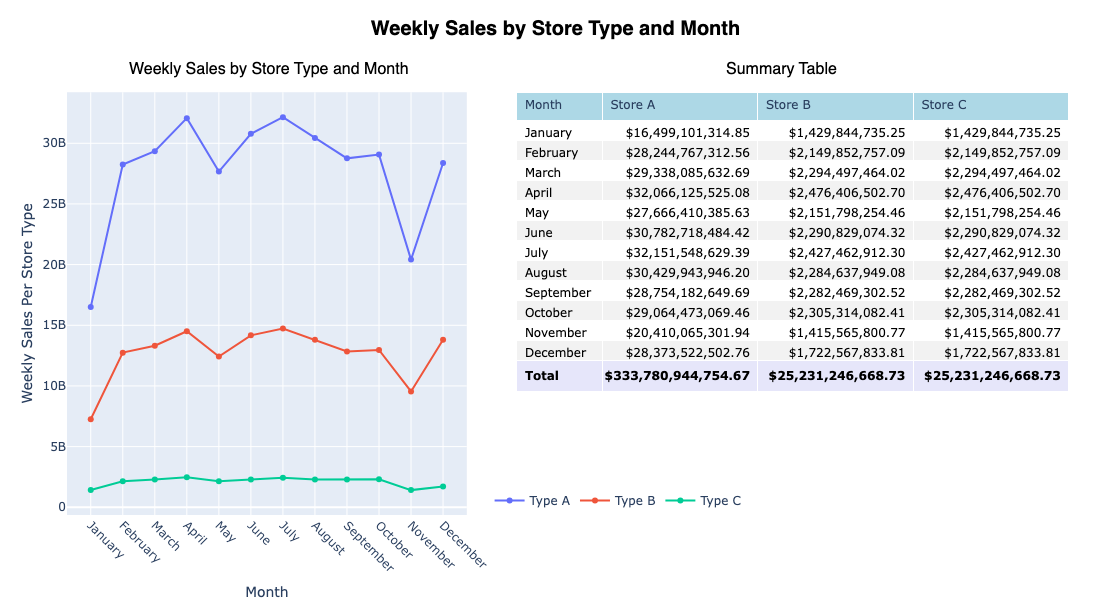 Weekly Sales by Store Type and Month
Weekly Sales by Store Type and Month
Weekly Sales Per Store Type
30B
25B
20B
15B
10B
5B
0
January
February
March
April
May
June
July
August
September
October
November
December
Month
Summary Table
Month Store A Store B Store C
January $16,499,101,314.85 $1,429,844,735.25 $1,429,844,735.25
February $28,244,767,312.56 $2,149,852,757.09 $2,149,852,757.09
March $29,338,085,632.69 $2,294,497,464.02 $2,294,497,464.02
April $32,066,125,525.08 $2,476,406,502.70 $2,476,406,502.70
May $27,666,410,385.63 $2,151,798,254.46 $2,151,798,254.46
June $30,782,718,484.42 $2,290,829,074.32 $2,290,829,074.32
July $32,151,548,629.39 $2,427,462,912.30 $2,427,462,912.30
August $30,429,943,946.20 $2,284,637,949.08 $2,284,637,949.08
September $28,754,182,649.69 $2,282,469,302.52 $2,282,469,302.52
October $29,064,473,069.46 $2,305,314,082.41 $2,305,314,082.41
November $20,410,065,301.94 $1,415,565,800.77 $1,415,565,800.77
December $28,373,522,502.76 $1,722,567,833.81 $1,722,567,833.81
Total $333,780,944,754.67 $25,231,246,668.73 $25,231,246,668.73
Type A Type B Type C